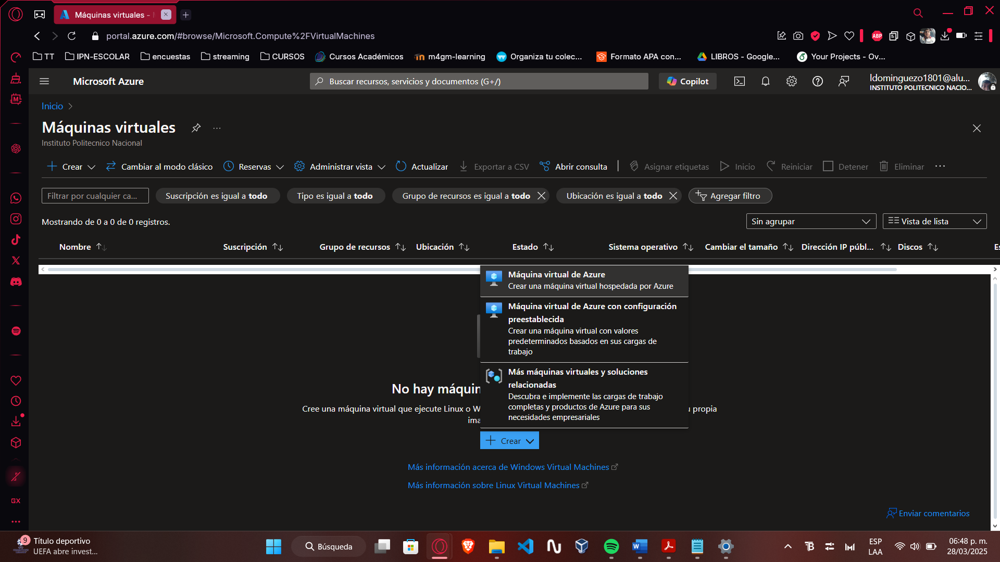 Máquinas virtuales -
portal.azure.com/#browse/Microsoft.Compute%2FVirtualMachines
ABP
TT
IPN-ESCOLAR
encuestas
streaming
CURSOS
Cursos Académicos
m4gm-learning
Organiza tu colec...
Formato APA con...
LIBROS - Google...
Your Projects - Ov...
Microsoft Azure
Buscar recursos, servicios y documentos (G+/)
Copilot
ldominguezo1801@alu...
INSTITUTO POLITECNICO NACIO...
Inicio
Máquinas virtuales
Instituto Politecnico Nacional
Crear
Cambiar al modo clásico
Reservas
Administrar vista
Actualizar
Exportar a CSV
Abrir consulta
Asignar etiquetas
Inicio
Reiniciar
Detener
Eliminar
Filtrar por cualquier ca...
Suscripción es igual a todo
Tipo es igual a todo
Grupo de recursos es igual a todo
Ubicación es igual a todo
Agregar filtro
Mostrando de 0 a 0 de 0 registros.
Sin agrupar
Vista de lista
Nombre
Suscripción
Grupo de recursos
Ubicación
Estado
Sistema operativo
Cambiar el tamaño
Dirección IP públ...
Discos
Es
Máquina virtual de Azure
Crear una máquina virtual hospedada por Azure
Máquina virtual de Azure con configuración
preestablecida
Crear una máquina virtual con valores
predeterminados basados en sus cargas de
trabajo
Más máquinas virtuales y soluciones
relacionadas
Descubra e implemente las cargas de trabajo
completas y productos de Azure para sus
necesidades empresariales
No hay máquin
Cree una máquina virtual que ejecute Linux o W
propia
ima
Crear
Más información acerca de Windows Virtual Machines
Más información sobre Linux Virtual Machines
Enviar comentarios
GX
9
Título deportivo
UEFA abre invest...
Búsqueda
ESP
LAA
06:48 p. m.
28/03/2025